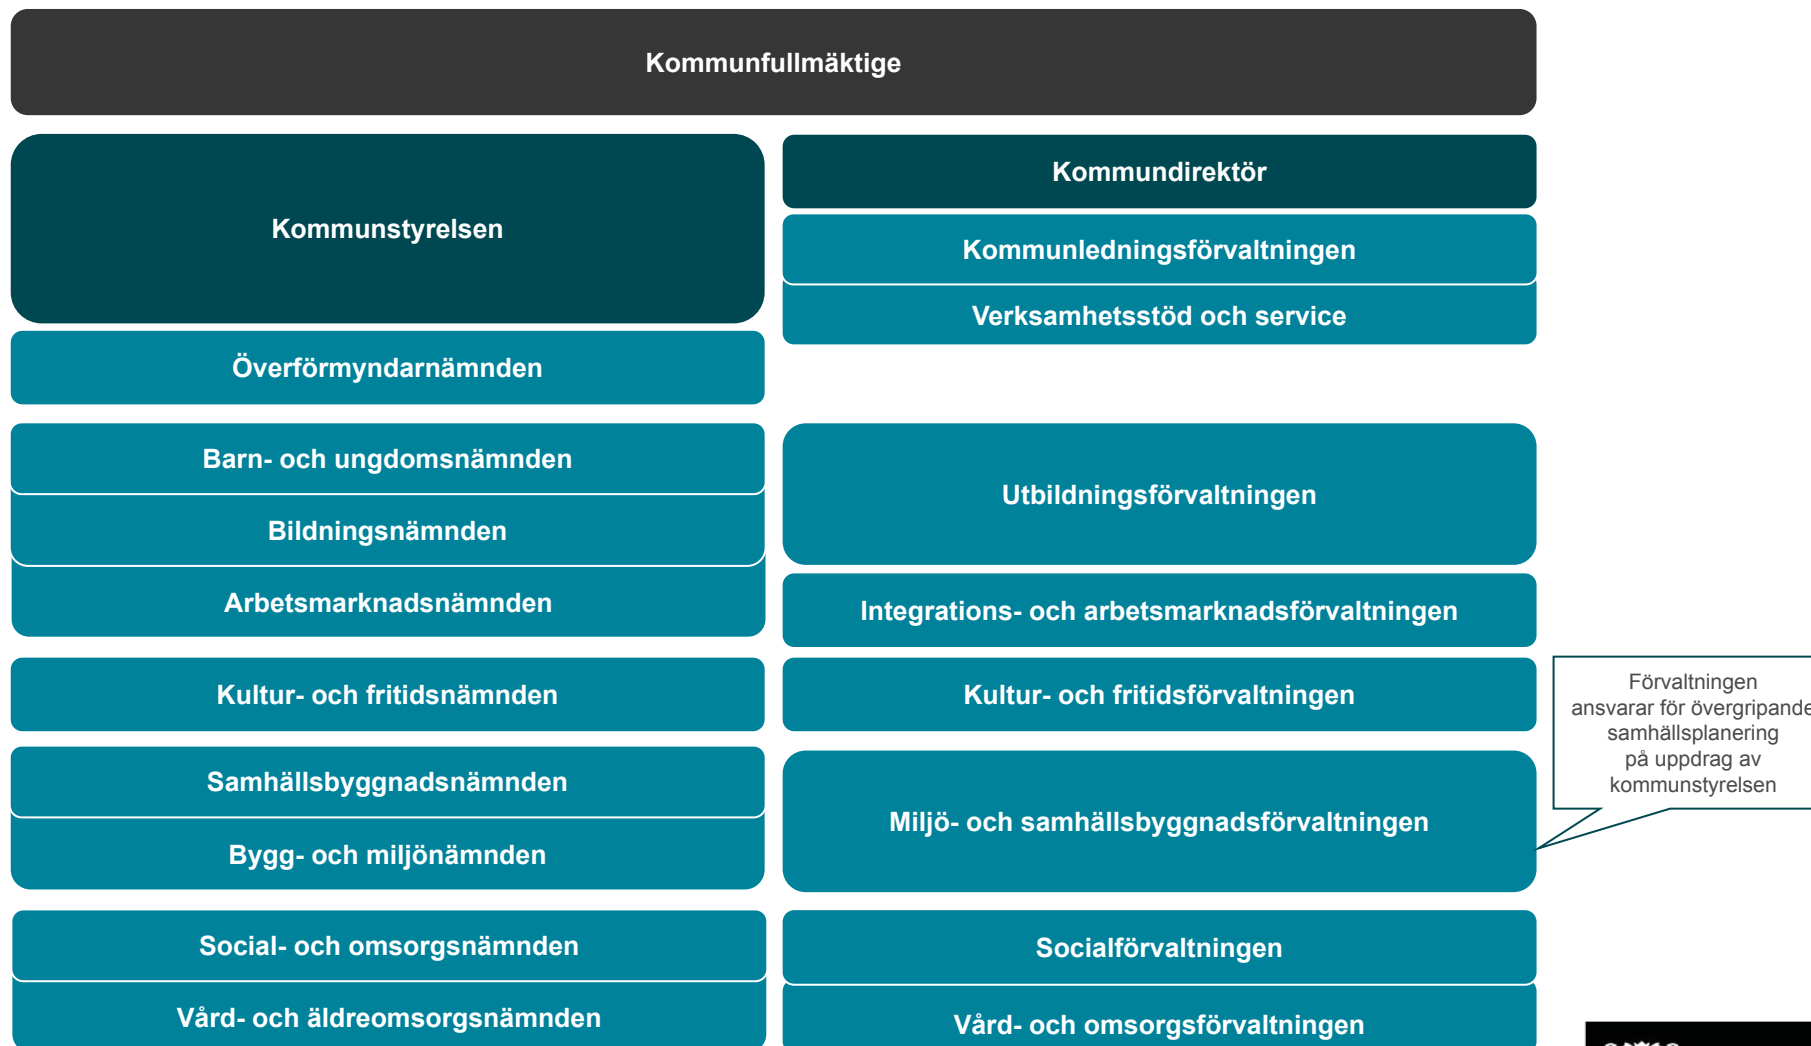 Kommunfullmäktige
Kommunstyrelsen
Kommundirektör
Kommunledningsförvaltningen
Verksamhetsstöd och service
Överförmyndarnämnden
Barn- och ungdomsnämnden
Bildningsnämnden
Arbetsmarknadsnämnden
Utbildningsförvaltningen
Integrations- och arbetsmarknadsförvaltningen
Kultur- och fritidsnämnden
Kultur- och fritidsförvaltningen
Förvaltningen
ansvarar för övergripande
samhällsplanering
på uppdrag av
kommunstyrelsen
Samhällsbyggnadsnämnden
Bygg- och miljönämnden
Miljö- och samhällsbyggnadsförvaltningen
Social- och omsorgsnämnden
Socialförvaltningen
Vård- och äldreomsorgsnämnden
Vård- och omsorgsförvaltningen